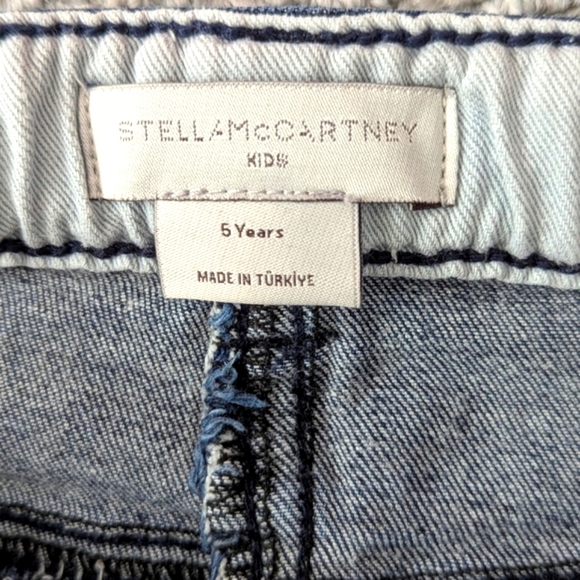 STELLAMcCARTNEY
KIDS
5 Years
MADE IN TÜRKİYE